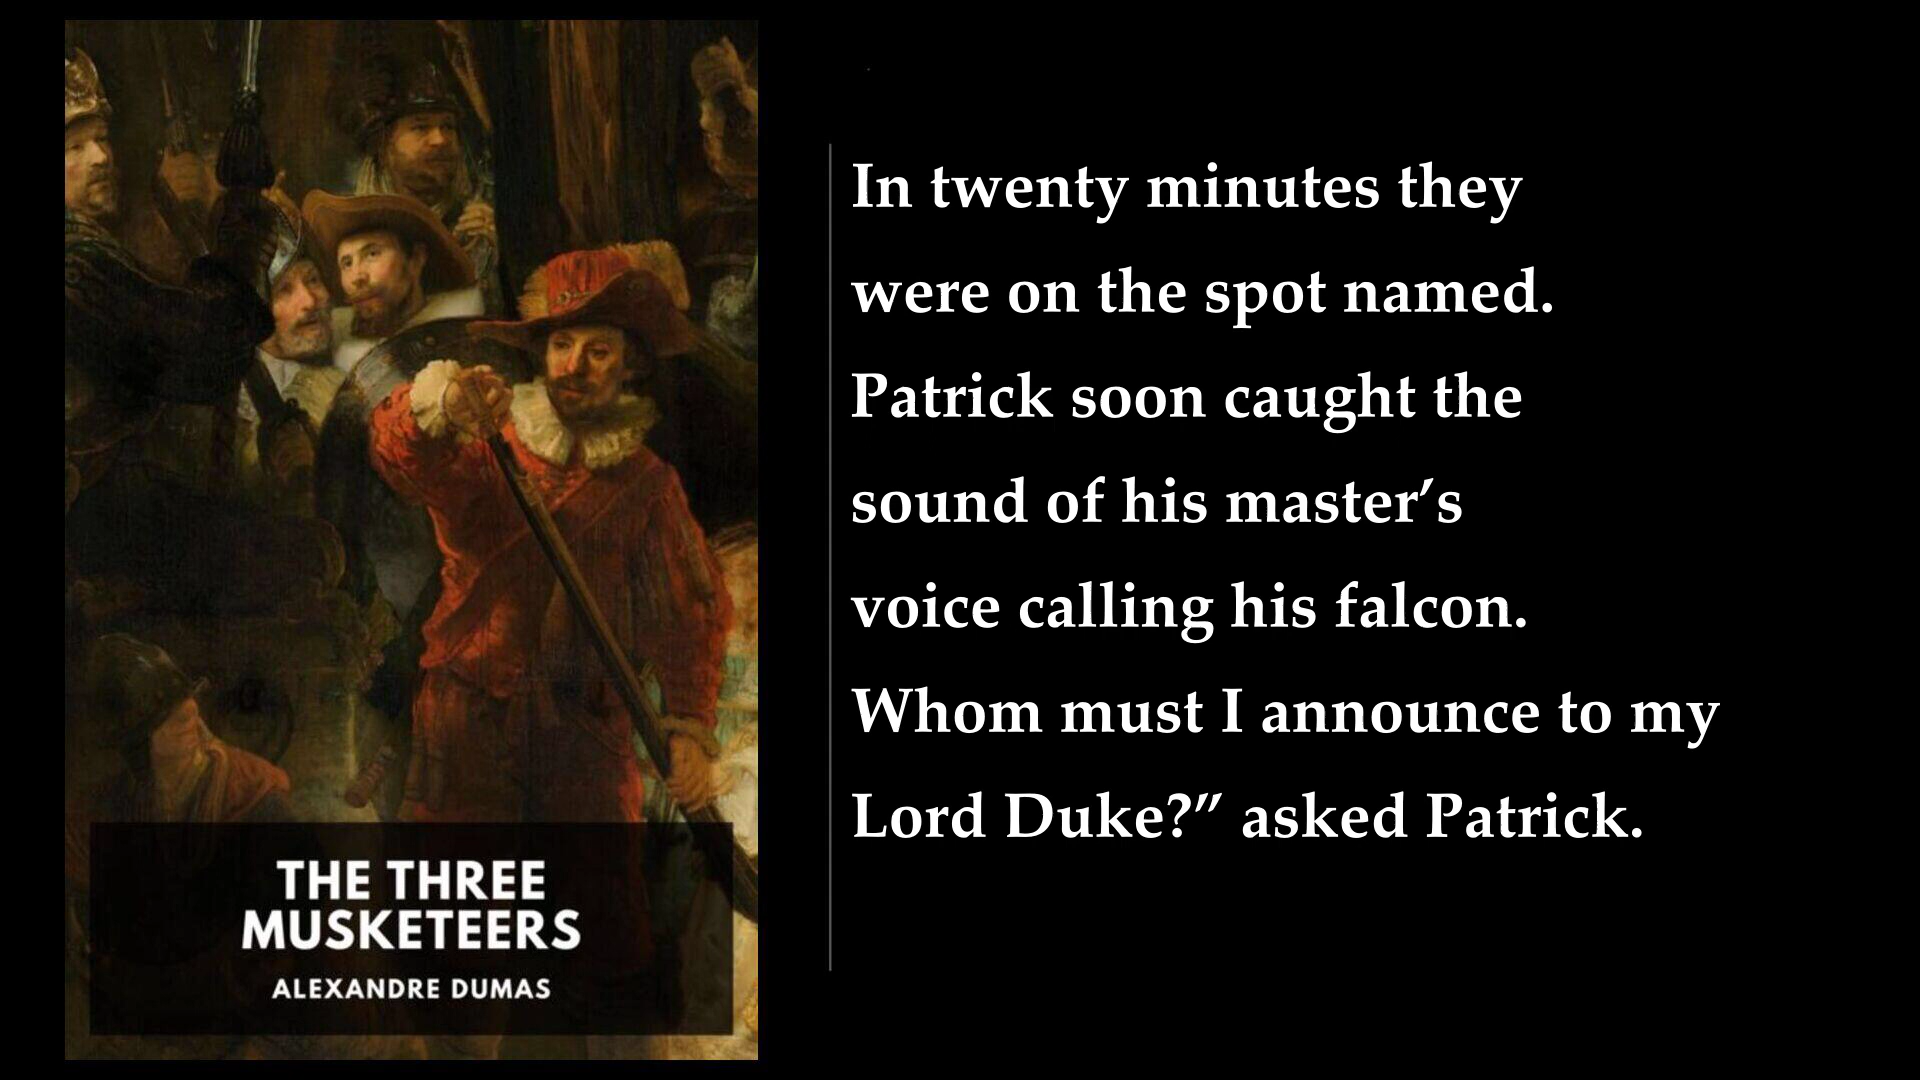 THE THREE
MUSKETEERS
ALEXANDRE DUMAS
In twenty minutes they
were on the spot named.
Patrick soon caught the
sound of his master’s
voice calling his falcon.
Whom must I announce to my
Lord Duke?” asked Patrick.